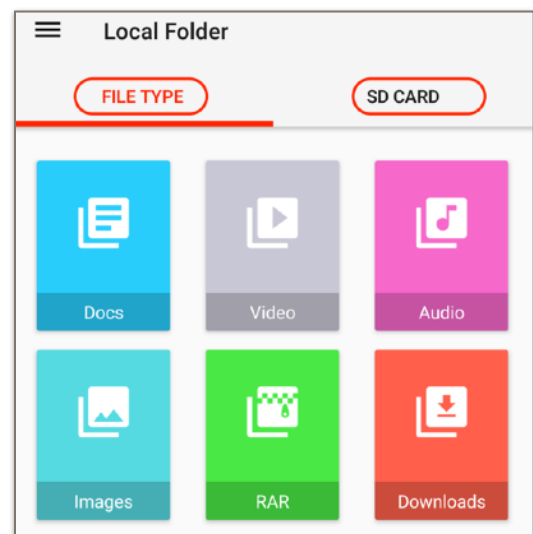 Local Folder
FILE TYPE SD CARD
Docs Video Audio
Images RAR Downloads